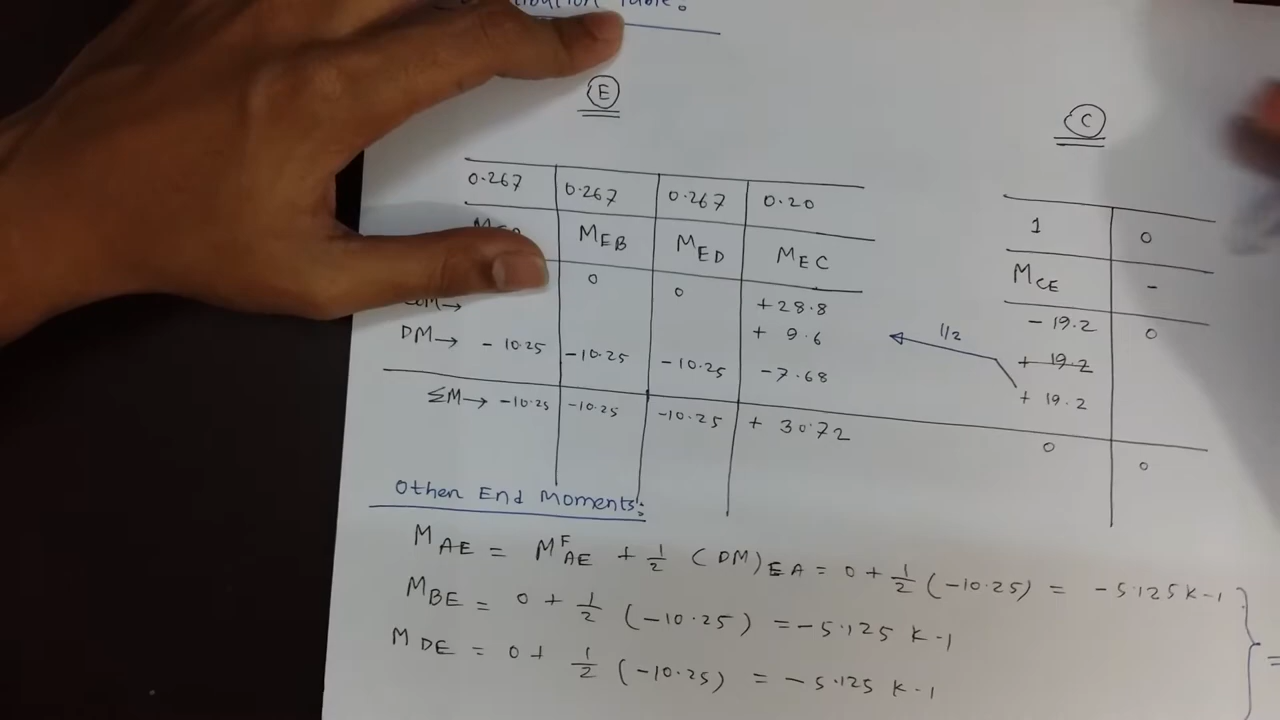 Table:
E
C
0.267 0.267 0.267 0.20
1 0
MEB MED MEC
MCE -
0 0 +28.8
-19.2 0
+ 9.6
1/2
+ 19.2
DM→ -10.25 -10.25 -10.25 -7.68
+ 19.2
ΣM→ -10.25 -10.25 -10.25 + 30.72
0 0
Other End Moments:
MAE = M^F AE + 1/2 (DM)EA = 0 + 1/2 (-10.25) = -5.125 K-1
MBE = 0 + 1/2 (-10.25) = -5.125 K-1
MDE = 0 + 1/2 (-10.25) = -5.125 K-1
=